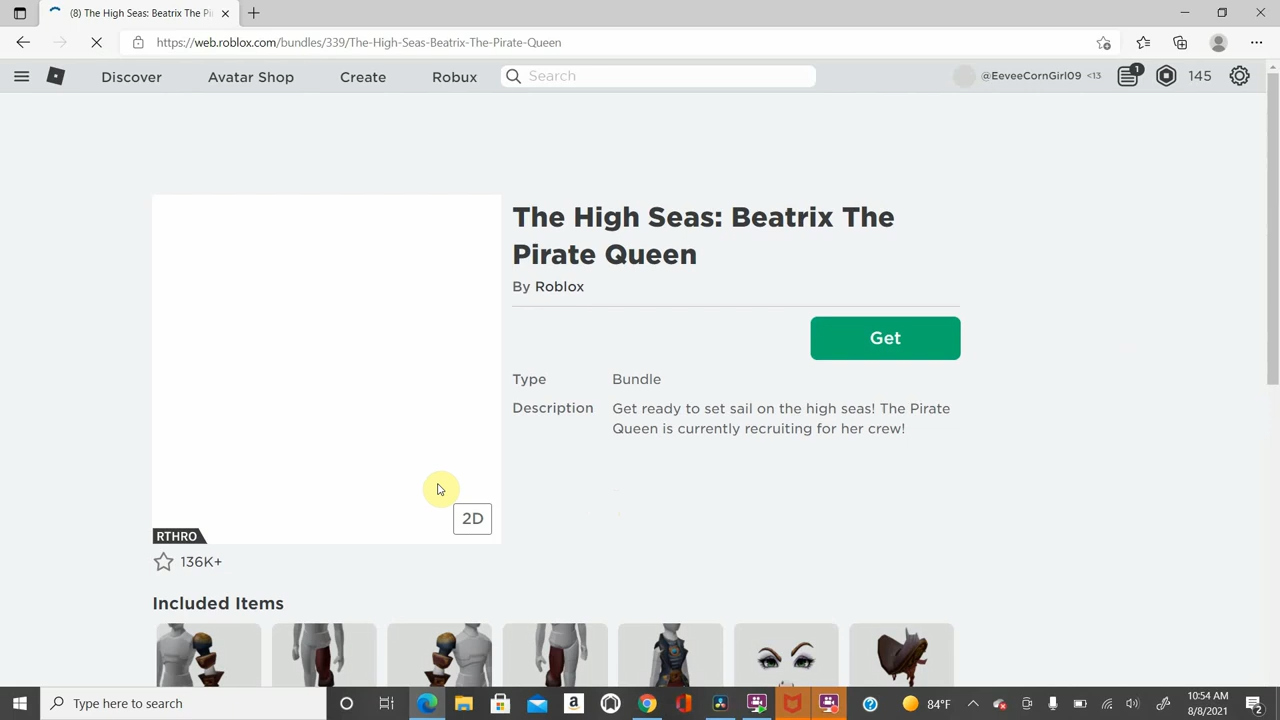 (8) The High Seas: Beatrix The Pi
https://web.roblox.com/bundles/339/The-High-Seas-Beatrix-The-Pirate-Queen
Discover
Avatar Shop
Create
Robux
Search
@EeveeCornGirl09 <13
1
145
The High Seas: Beatrix The
Pirate Queen
By Roblox
Get
Type
Bundle
Description
Get ready to set sail on the high seas! The Pirate
Queen is currently recruiting for her crew!
2D
RTHRO
136K+
Included Items
Type here to search
84°F
10:54 AM
8/8/2021
2